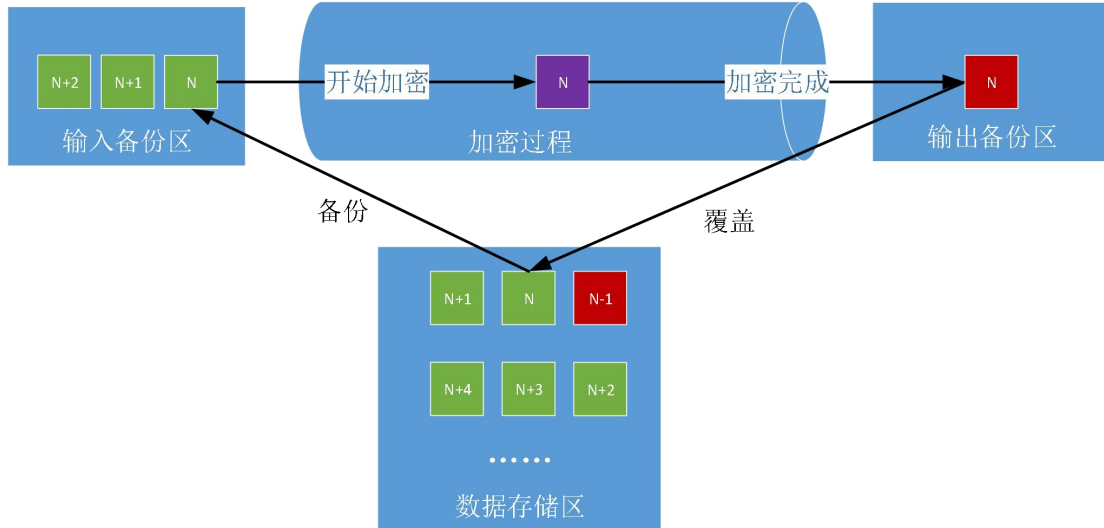 N+2 N+1 N
输入备份区
开始加密
N
加密完成
加密过程
N
输出备份区
备份
覆盖
N+1 N N-1
N+4 N+3 N+2
……
数据存储区